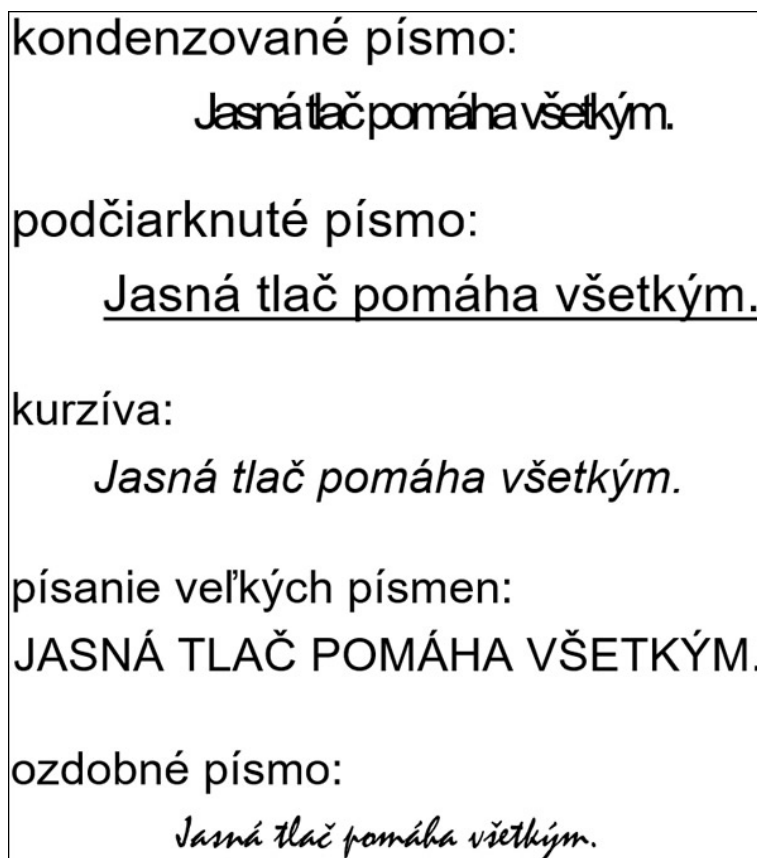 kondenzované písmo:
Jasná tlač pomáha všetkým.
podčiarknuté písmo:
Jasná tlač pomáha všetkým.
kurzíva:
Jasná tlač pomáha všetkým.
písanie veľkých písmen:
JASNÁ TLAČ POMÁHA VŠETKÝM.
ozdobné písmo:
Jasná tlač pomáha všetkým.